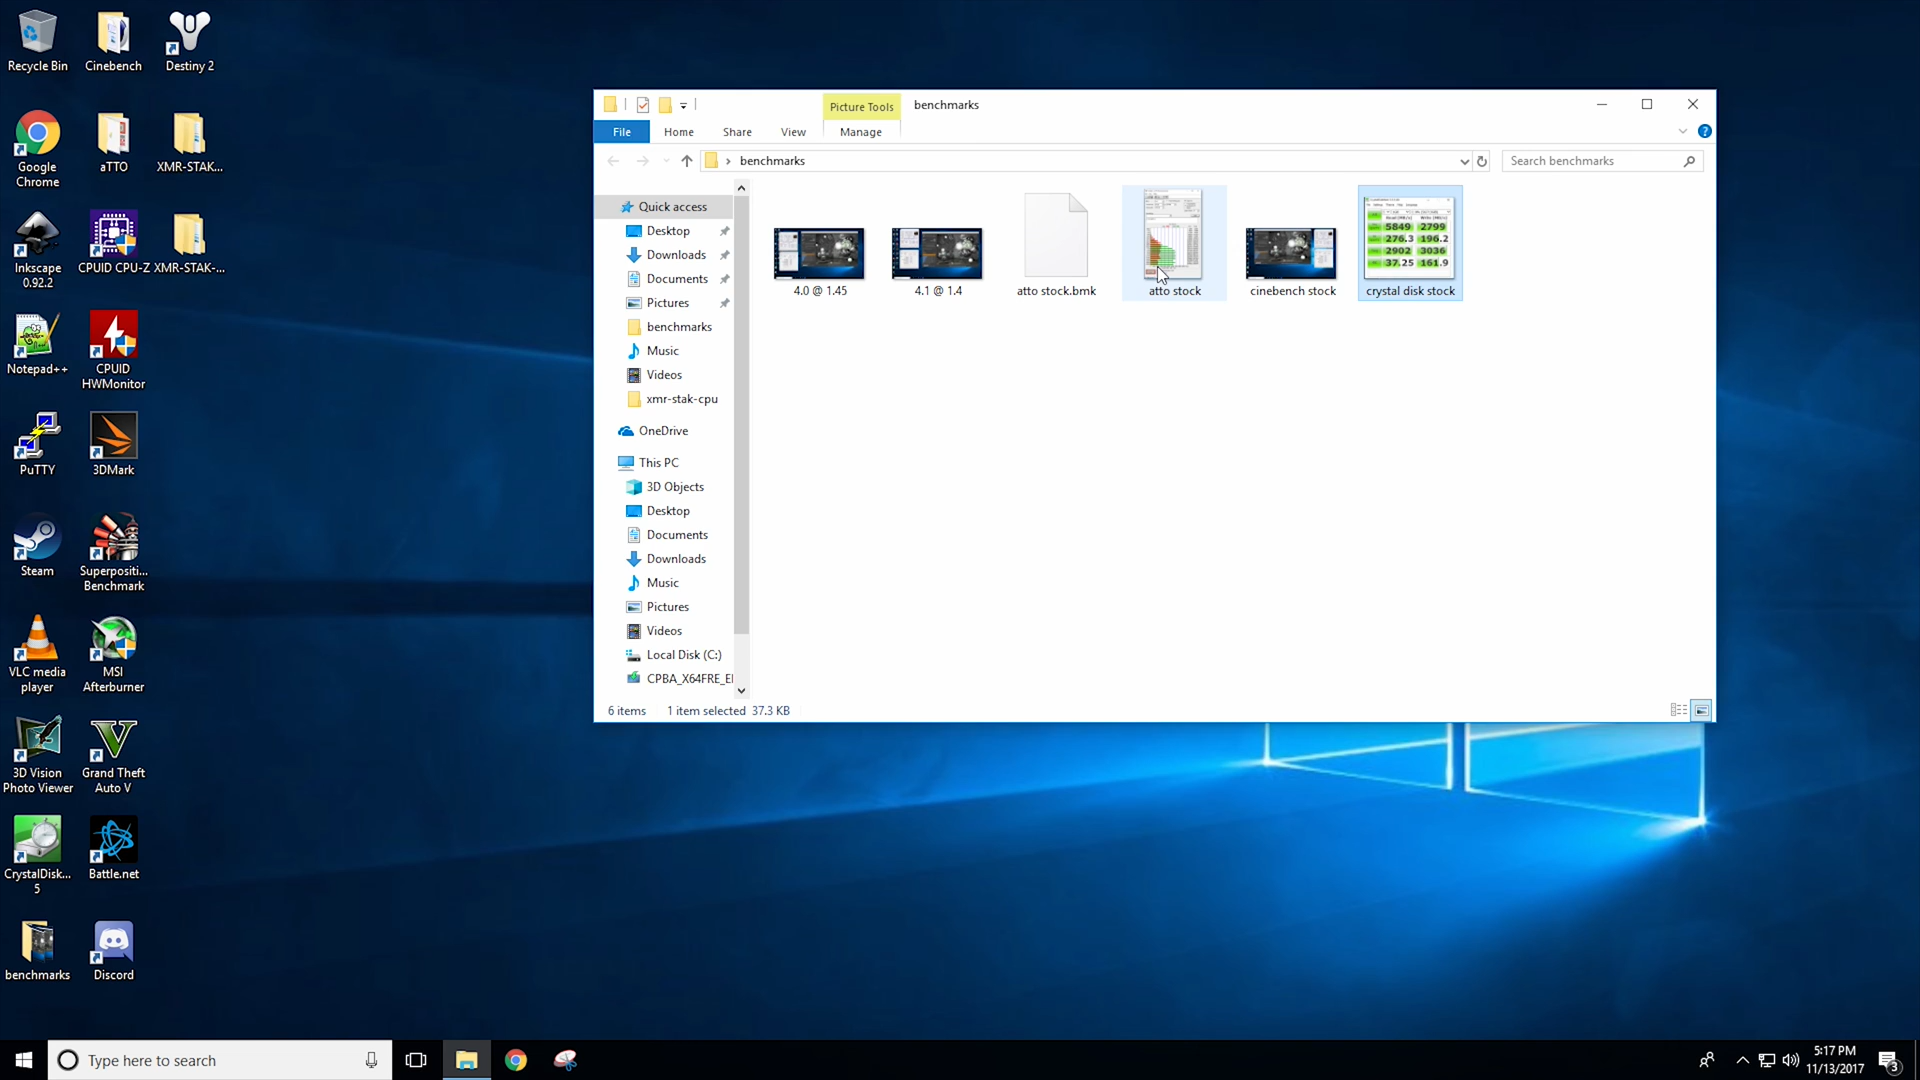 Recycle Bin
Cinebench
Destiny 2
Google
Chrome
aTTO
XMR-STAK...
Inkscape
0.92.2
CPUID CPU-Z
XMR-STAK-...
Notepad++
CPUID
HWMonitor
PuTTY
3DMark
Steam
Superpositi...
Benchmark
VLC media
player
MSI
Afterburner
3D Vision
Photo Viewer
Grand Theft
Auto V
CrystalDisk...
5
Battle.net
benchmarks
Discord
Picture Tools
benchmarks
File
Home
Share
View
Manage
benchmarks
Search benchmarks
Quick access
Desktop
Downloads
Documents
Pictures
benchmarks
Music
Videos
xmr-stak-cpu
OneDrive
This PC
3D Objects
Desktop
Documents
Downloads
Music
Pictures
Videos
Local Disk (C:)
CPBA_X64FRE_E
5849 2799
276.3 196.2
2902 3036
37.25 161.9
4.0 @ 1.45
4.1 @ 1.4
atto stock.bmk
atto stock
cinebench stock
crystal disk stock
6 items
1 item selected 37.3 KB
Type here to search
5:17 PM
11/13/2017
3